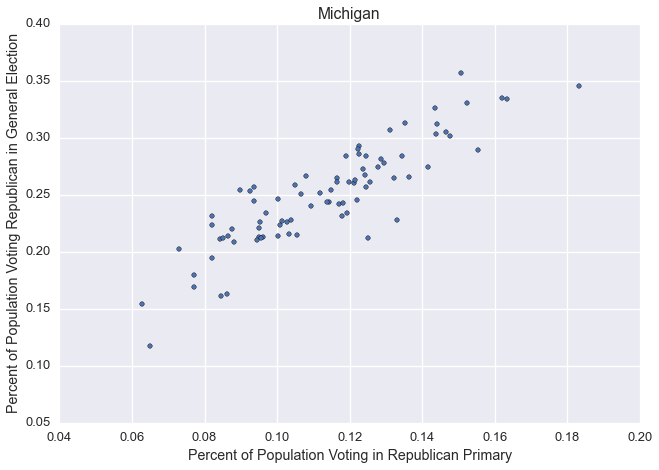 Michigan
Percent of Population Voting Republican in General Election
0.40
0.35
0.30
0.25
0.20
0.15
0.10
0.05
0.04 0.06 0.08 0.10 0.12 0.14 0.16 0.18 0.20
Percent of Population Voting in Republican Primary